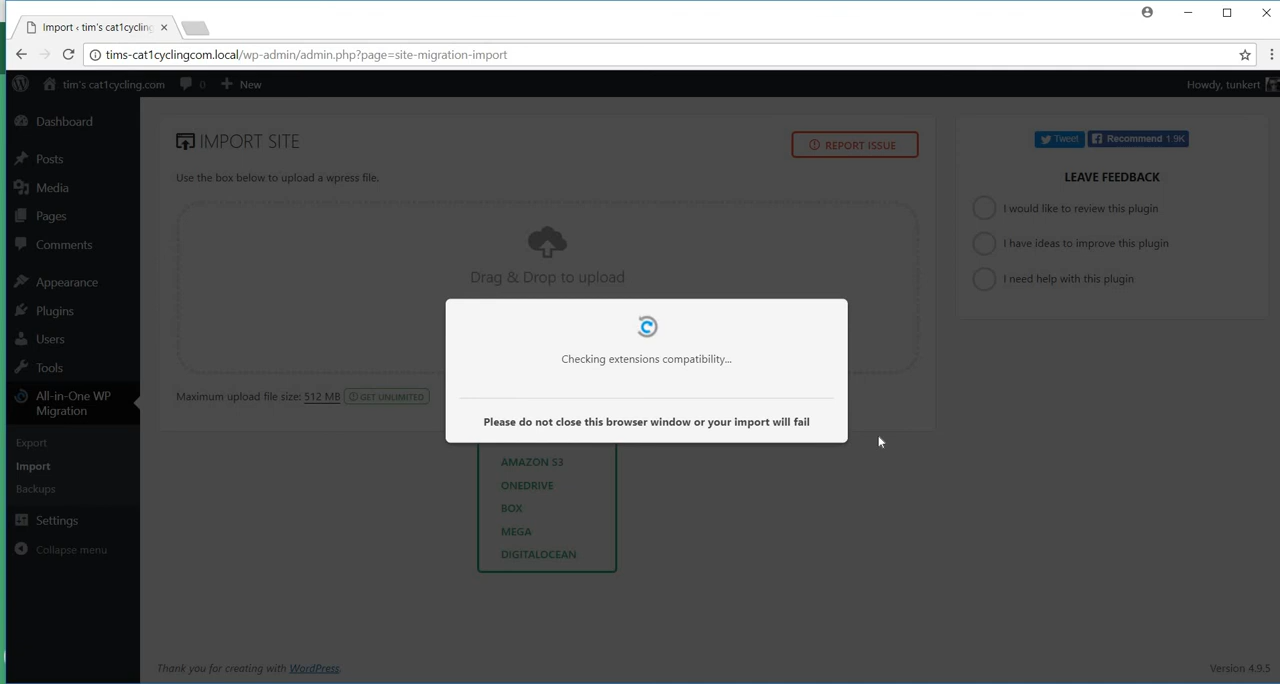 Import ‹ tim's cat1cycling
tims-cat1cyclingcom.local/wp-admin/admin.php?page=site-migration-import
tim's cat1cycling.com
0
New
Howdy, tunkert
Dashboard
Posts
Media
Pages
Comments
Appearance
Plugins
Users
Tools
All-in-One WP
Migration
Export
Import
Backups
Settings
Collapse menu
IMPORT SITE
REPORT ISSUE
Use the box below to upload a wpress file.
Drag & Drop to upload
Checking extensions compatibility...
Please do not close this browser window or your import will fail
Maximum upload file size: 512 MB
GET UNLIMITED
AMAZON S3
ONEDRIVE
BOX
MEGA
DIGITALOCEAN
Tweet
Recommend 1.9K
LEAVE FEEDBACK
I would like to review this plugin
I have ideas to improve this plugin
I need help with this plugin
Thank you for creating with WordPress.
Version 4.9.5